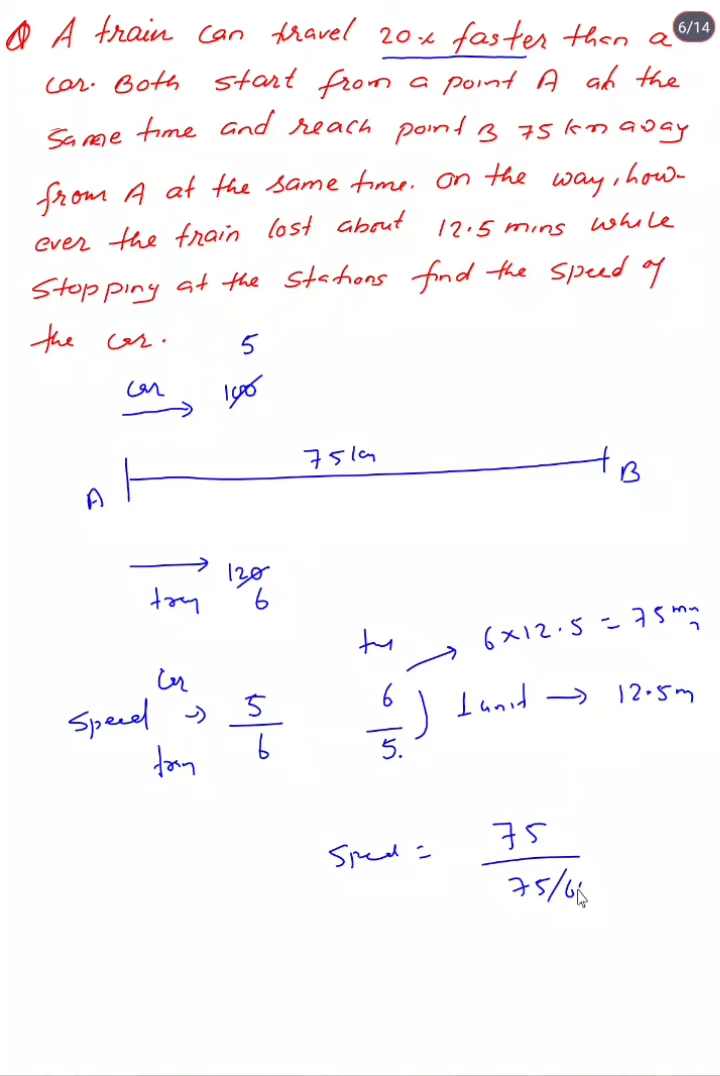 6/14
Q A train can travel 20% faster than a
car. Both start from a point A at the
same time and reach point B 75 km away
from A at the same time. On the way, how-
ever the train lost about 12.5 mins while
stopping at the stations find the speed of
the car.
5
car 100
75 km
A B
120
train 6
6×12.5 = 75 min
car 6 1 unit → 12.5 m
speed → 5
6 5.
train
speed = 75
75/60